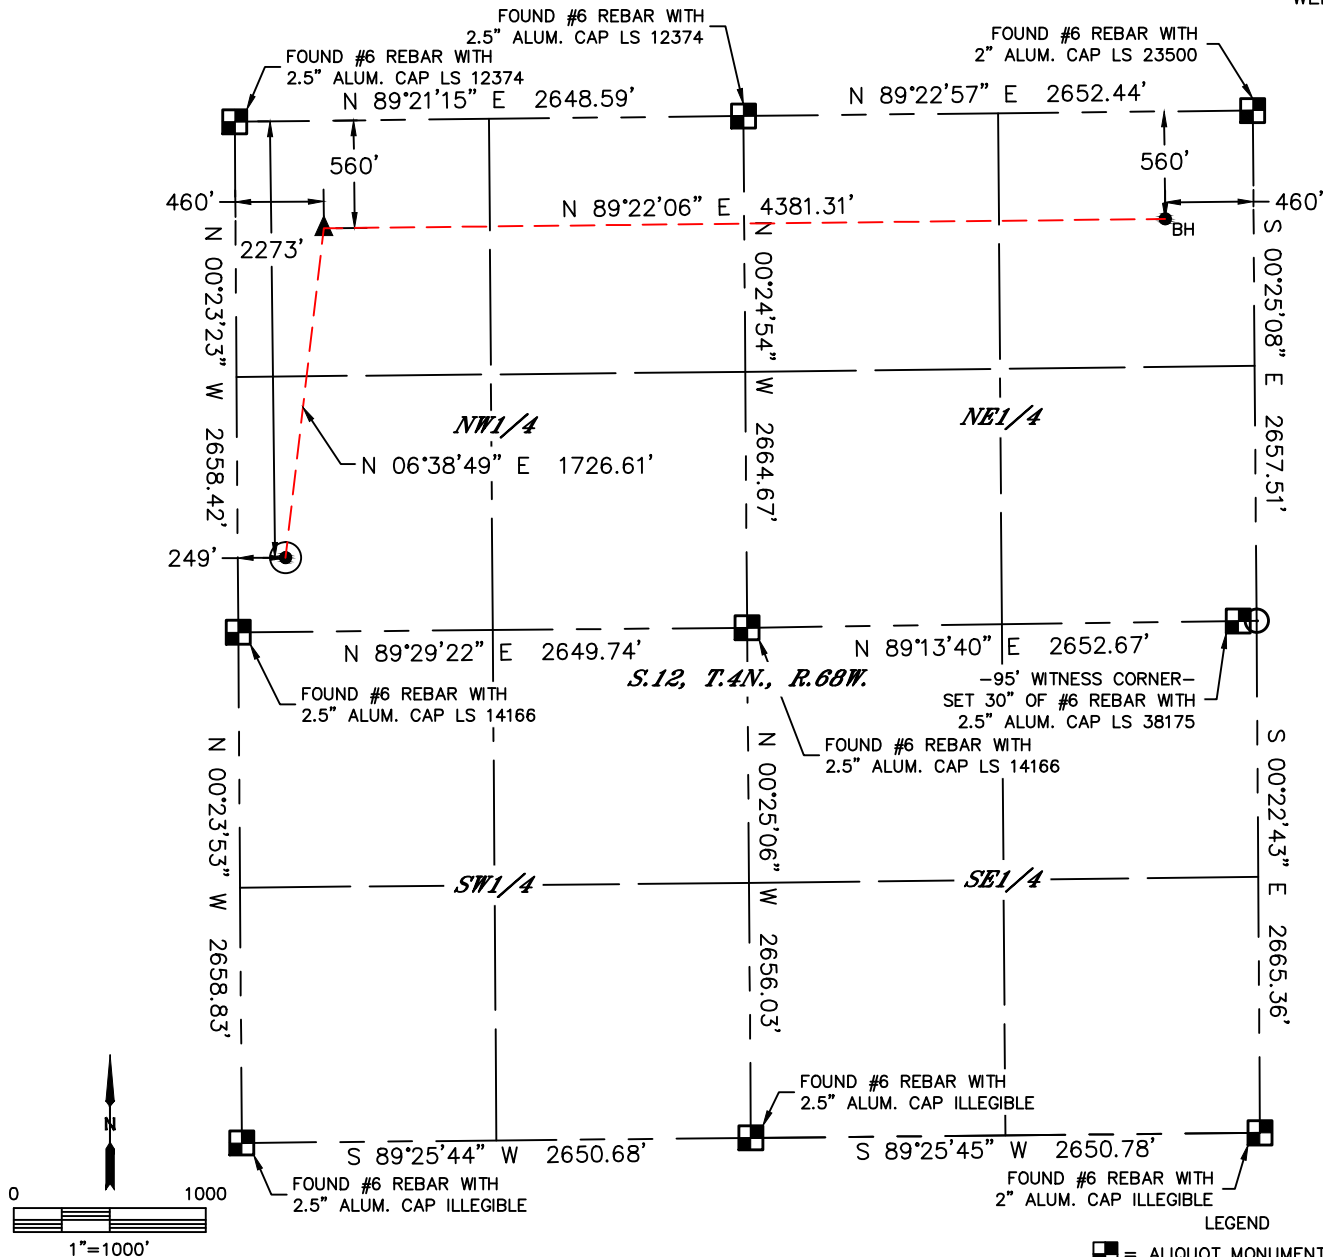 WEL
FOUND #6 REBAR WITH
2.5" ALUM. CAP LS 12374
FOUND #6 REBAR WITH
2.5" ALUM. CAP LS 12374
FOUND #6 REBAR WITH
2" ALUM. CAP LS 23500
N 89°21'15" E 2648.59'
N 89°22'57" E 2652.44'
560'
560'
460'
460'
N 89°22'06" E 4381.31'
BH
2273'
N 00°23'23" W 2658.42'
N 00°24'54" W 2664.67'
S 00°25'08" E 2657.51'
NW1/4
NE1/4
N 06°38'49" E 1726.61'
249'
N 89°29'22" E 2649.74'
N 89°13'40" E 2652.67'
S.12, T.4N., R.68W.
-95' WITNESS CORNER-
SET 30" OF #6 REBAR WITH
2.5" ALUM. CAP LS 38175
FOUND #6 REBAR WITH
2.5" ALUM. CAP LS 14166
FOUND #6 REBAR WITH
2.5" ALUM. CAP LS 14166
N 00°23'53" W 2658.83'
N 00°25'06" W 2656.03'
S 00°22'43" E 2665.36'
SW1/4
SE1/4
FOUND #6 REBAR WITH
2.5" ALUM. CAP ILLEGIBLE
S 89°25'44" W 2650.68'
S 89°25'45" W 2650.78'
FOUND #6 REBAR WITH
2.5" ALUM. CAP ILLEGIBLE
FOUND #6 REBAR WITH
2" ALUM. CAP ILLEGIBLE
N
0 1000
1"=1000'
LEGEND
= ALIQUOT MONUMENT